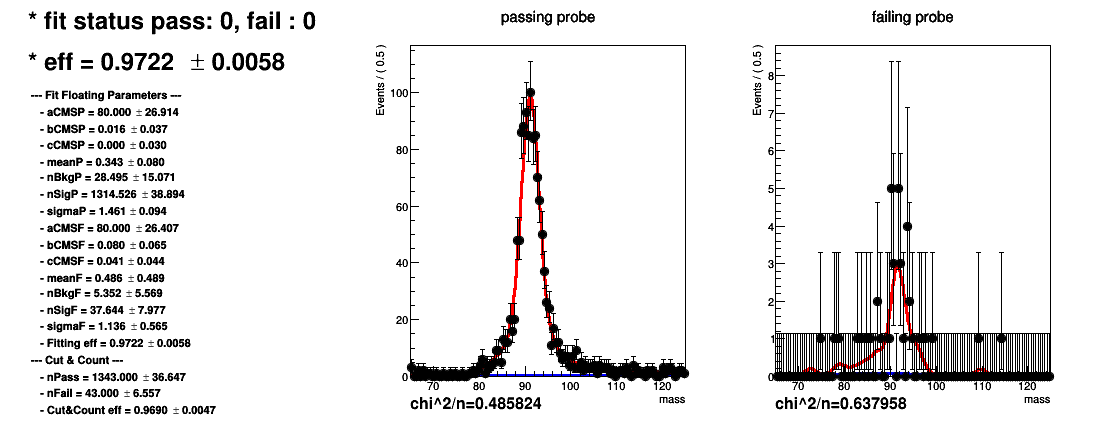 * fit status pass: 0, fail : 0
* eff = 0.9722 ± 0.0058
--- Fit Floating Parameters ---
- aCMSP = 80.000 ± 26.914
- bCMSP = 0.016 ± 0.037
- cCMSP = 0.000 ± 0.030
- meanP = 0.343 ± 0.080
- nBkgP = 28.495 ± 15.071
- nSigP = 1314.526 ± 38.894
- sigmaP = 1.461 ± 0.094
- aCMSF = 80.000 ± 26.407
- bCMSF = 0.080 ± 0.065
- cCMSF = 0.041 ± 0.044
- meanF = 0.486 ± 0.489
- nBkgF = 5.352 ± 5.569
- nSigF = 37.644 ± 7.977
- sigmaF = 1.136 ± 0.565
- Fitting eff = 0.9722 ± 0.0058
--- Cut & Count ---
- nPass = 1343.000 ± 36.647
- nFail = 43.000 ± 6.557
- Cut&Count eff = 0.9690 ± 0.0047
passing probe
Events / ( 0.5 )
100
80
60
40
20
0
70 80 90 100 110 120
mass
chi^2/n=0.485824
failing probe
Events / ( 0.5 )
8
7
6
5
4
3
2
1
0
70 80 90 100 110 120
mass
chi^2/n=0.637958